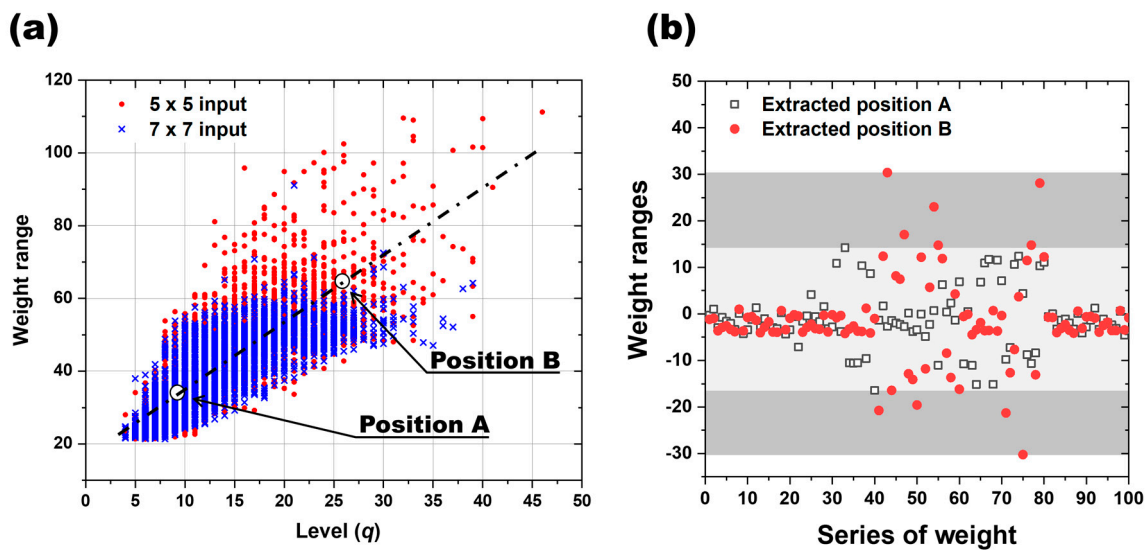 (a)
120
100
80
60
40
20
Weight range
5 x 5 input
7 x 7 input
Position B
Position A
0 5 10 15 20 25 30 35 40 45 50
Level (q)
(b)
50
40
30
20
10
0
-10
-20
-30
Weight ranges
Extracted position A
Extracted position B
0 10 20 30 40 50 60 70 80 90 100
Series of weight